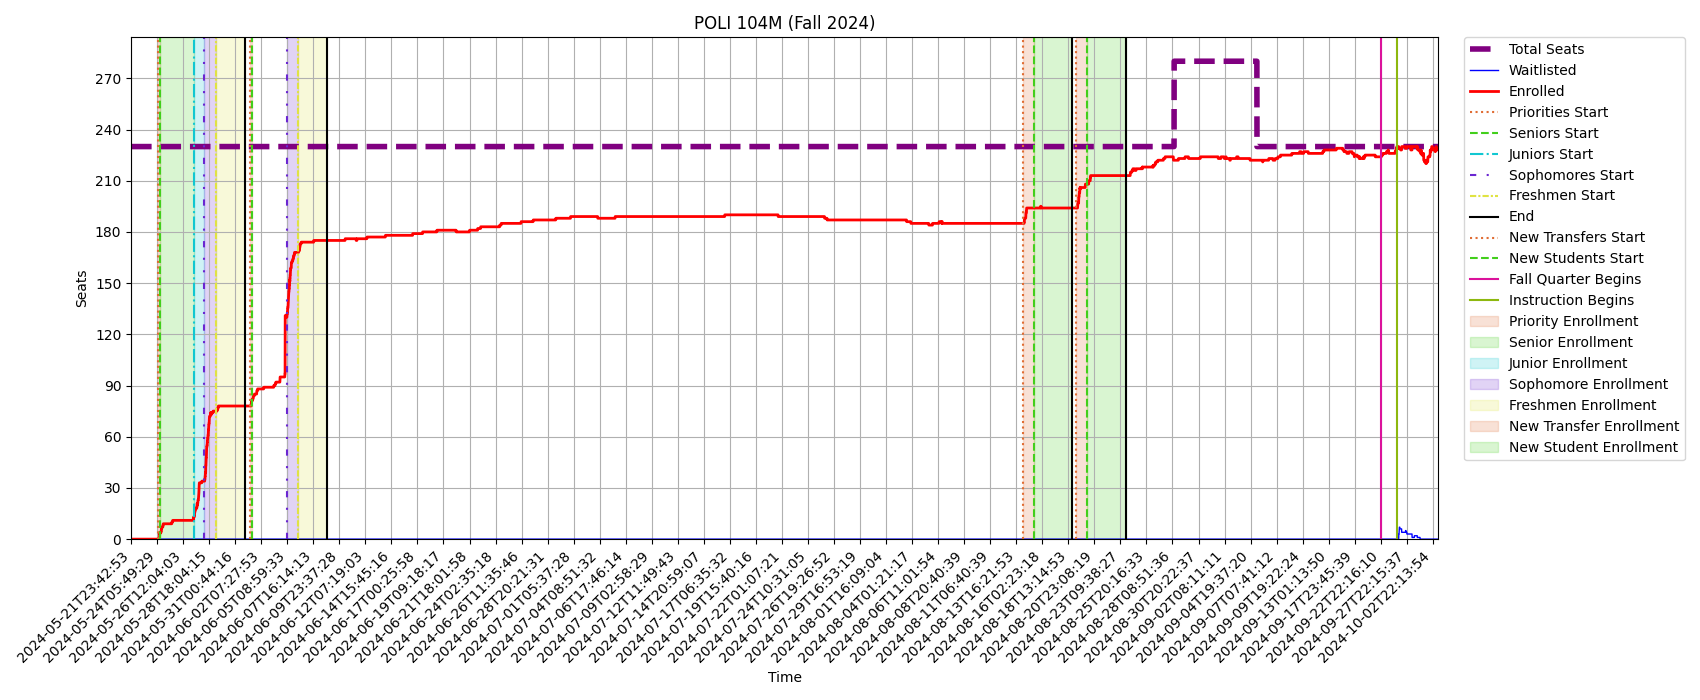 POLI 104M (Fall 2024)
Seats
270
240
210
180
150
120
90
60
30
0
2024-05-21T23:42:53
2024-05-24T05:49:29
2024-05-26T12:04:03
2024-05-28T18:04:15
2024-05-31T00:44:16
2024-06-02T07:27:53
2024-06-05T08:59:33
2024-06-07T16:14:13
2024-06-09T23:37:28
2024-06-12T07:19:03
2024-06-14T15:45:16
2024-06-17T00:25:58
2024-06-19T09:18:17
2024-06-21T18:01:58
2024-06-24T02:35:18
2024-06-26T11:35:46
2024-06-28T20:21:31
2024-07-01T05:37:28
2024-07-04T08:51:32
2024-07-06T17:46:14
2024-07-09T02:58:29
2024-07-12T11:49:43
2024-07-14T20:59:07
2024-07-17T06:35:32
2024-07-19T15:40:16
2024-07-22T01:07:21
2024-07-24T10:31:05
2024-07-26T19:26:52
2024-07-29T16:53:19
2024-08-01T16:09:04
2024-08-04T01:21:17
2024-08-06T11:01:54
2024-08-08T20:40:39
2024-08-11T06:40:39
2024-08-13T16:21:53
2024-08-16T02:23:18
2024-08-18T13:14:53
2024-08-20T23:08:19
2024-08-23T09:38:27
2024-08-25T20:16:33
2024-08-28T08:51:36
2024-08-30T20:22:37
2024-09-02T08:11:11
2024-09-04T19:37:20
2024-09-07T07:41:12
2024-09-09T19:22:24
2024-09-13T01:13:50
2024-09-17T23:45:39
2024-09-22T22:16:10
2024-09-27T22:15:37
2024-10-02T22:13:54
Time
Total Seats
Waitlisted
Enrolled
Priorities Start
Seniors Start
Juniors Start
Sophomores Start
Freshmen Start
End
New Transfers Start
New Students Start
Fall Quarter Begins
Instruction Begins
Priority Enrollment
Senior Enrollment
Junior Enrollment
Sophomore Enrollment
Freshmen Enrollment
New Transfer Enrollment
New Student Enrollment